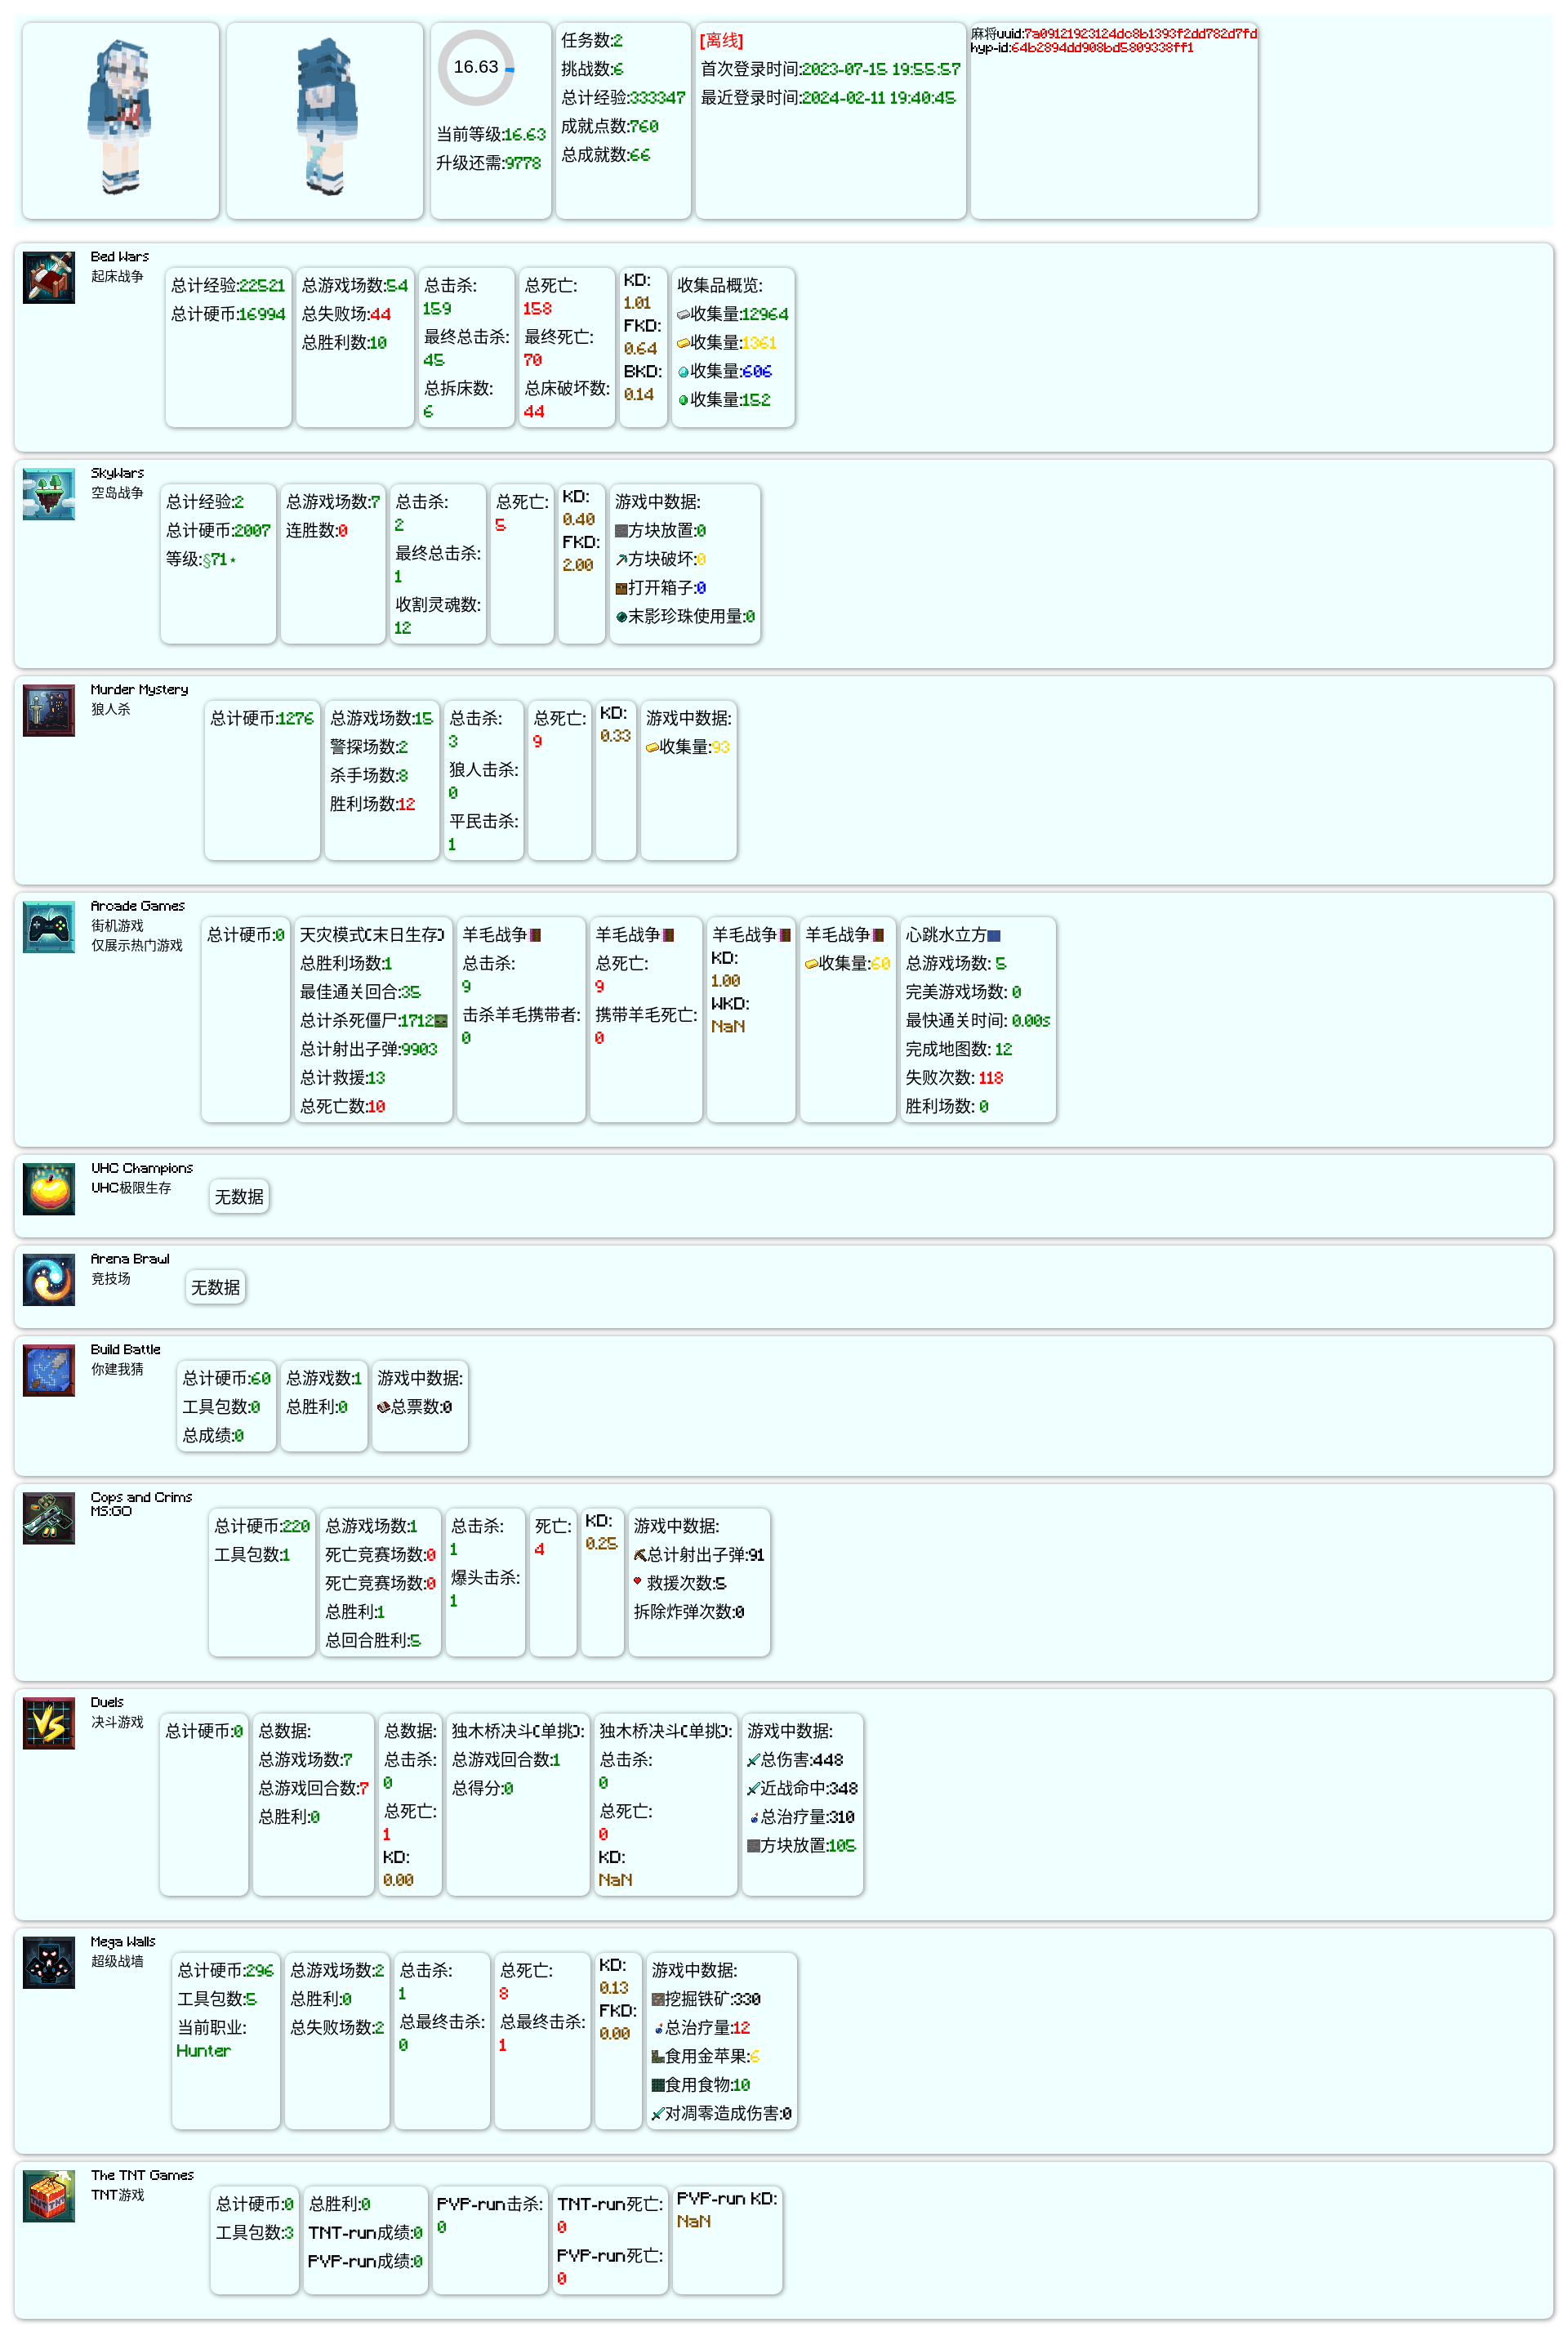 16.63
当前等级:16.63
升级还需:9778
任务数:2
挑战数:6
总计经验:333347
成就点数:760
总成就数:66
[离线]
首次登录时间:2023-07-15 19:55:57
最近登录时间:2024-02-11 19:40:45
麻将uuid:7a09121923124dc8b1393f2dd782d7fd
hyp-id:64b2894dd908bd5809338ff1
Bed Wars
起床战争
总计经验:22521
总计硬币:16994
总游戏场数:54
总失败场:44
总胜利数:10
总击杀:
159
最终总击杀:
45
总拆床数:
6
总死亡:
158
最终死亡:
70
总床破坏数:
44
KD:
1.01
FKD:
0.64
BKD:
0.14
收集品概览:
收集量:12964
收集量:1361
收集量:606
收集量:152
SkyWars
空岛战争
总计经验:2
总计硬币:2007
等级:§71⋆
总游戏场数:7
连胜数:0
总击杀:
2
最终总击杀:
1
收割灵魂数:
12
总死亡:
5
KD:
0.40
FKD:
2.00
游戏中数据:
方块放置:0
方块破坏:0
打开箱子:0
末影珍珠使用量:0
Murder Mystery
狼人杀
总计硬币:1276
总游戏场数:15
警探场数:2
杀手场数:8
胜利场数:12
总击杀:
3
狼人击杀:
0
平民击杀:
1
总死亡:
9
KD:
0.33
游戏中数据:
收集量:93
Arcade Games
街机游戏
仅展示热门游戏
总计硬币:0
天灾模式(末日生存)
总胜利场数:1
最佳通关回合:35
总计杀死僵尸:1712
总计射出子弹:9903
总计救援:13
总死亡数:10
羊毛战争
总击杀:
9
击杀羊毛携带者:
0
羊毛战争
总死亡:
9
携带羊毛死亡:
0
羊毛战争
KD:
1.00
WKD:
NaN
羊毛战争
收集量:60
心跳水立方
总游戏场数: 5
完美游戏场数: 0
最快通关时间: 0.00s
完成地图数: 12
失败次数: 118
胜利场数: 0
UHC Champions
UHC极限生存
无数据
Arena Brawl
竞技场
无数据
Build Battle
你建我猜
总计硬币:60
工具包数:0
总成绩:0
总游戏数:1
总胜利:0
游戏中数据:
总票数:0
Cops and Crims
MS:GO
总计硬币:220
工具包数:1
总游戏场数:1
死亡竞赛场数:0
死亡竞赛场数:0
总胜利:1
总回合胜利:5
总击杀:
1
爆头击杀:
1
死亡:
4
KD:
0.25
游戏中数据:
总计射出子弹:91
救援次数:5
拆除炸弹次数:0
Duels
决斗游戏
总计硬币:0
总数据:
总游戏场数:7
总游戏回合数:7
总胜利:0
总数据:
总击杀:
0
总死亡:
1
KD:
0.00
独木桥决斗(单挑):
总游戏回合数:1
总得分:0
独木桥决斗(单挑):
总击杀:
0
总死亡:
0
KD:
NaN
游戏中数据:
总伤害:448
近战命中:348
总治疗量:310
方块放置:105
Mega Walls
超级战墙
总计硬币:296
工具包数:5
当前职业:
Hunter
总游戏场数:2
总胜利:0
总失败场数:2
总击杀:
1
总最终击杀:
0
总死亡:
8
总最终击杀:
1
KD:
0.13
FKD:
0.00
游戏中数据:
挖掘铁矿:330
总治疗量:12
食用金苹果:6
食用食物:10
对凋零造成伤害:0
The TNT Games
TNT游戏
总计硬币:0
工具包数:3
总胜利:0
TNT-run成绩:0
PVP-run成绩:0
PVP-run击杀:
0
TNT-run死亡:
0
PVP-run死亡:
0
PVP-run KD:
NaN